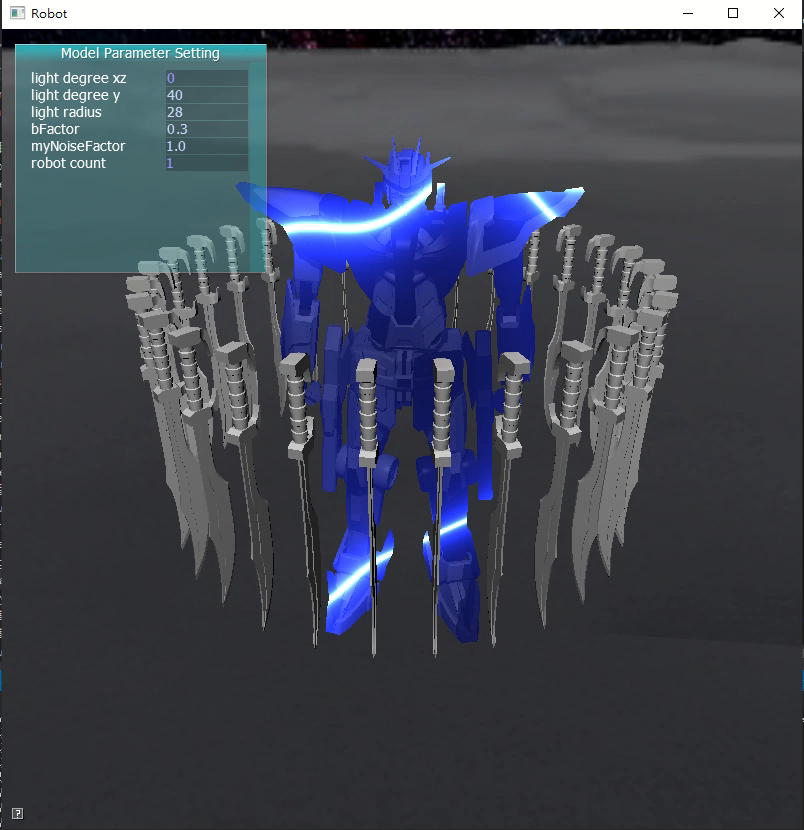 Robot
Model Parameter Setting
light degree xz 0
light degree y 40
light radius 28
bFactor 0.3
myNoiseFactor 1.0
robot count 1
?